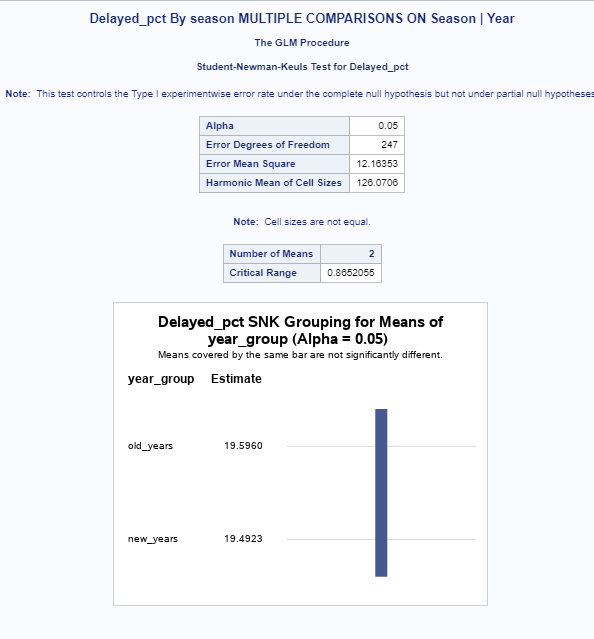 Delayed_pct By season MULTIPLE COMPARISONS ON Season | Year
The GLM Procedure
Student-Newman-Keuls Test for Delayed_pct
Note: This test controls the Type I experimentwise error rate under the complete null hypothesis but not under partial null hypotheses
Alpha 0.05
Error Degrees of Freedom 247
Error Mean Square 12.16353
Harmonic Mean of Cell Sizes 126.0706
Note: Cell sizes are not equal.
Number of Means 2
Critical Range 0.8652055
Delayed_pct SNK Grouping for Means of
year_group (Alpha = 0.05)
Means covered by the same bar are not significantly different.
year_group Estimate
old_years 19.5960
new_years 19.4923